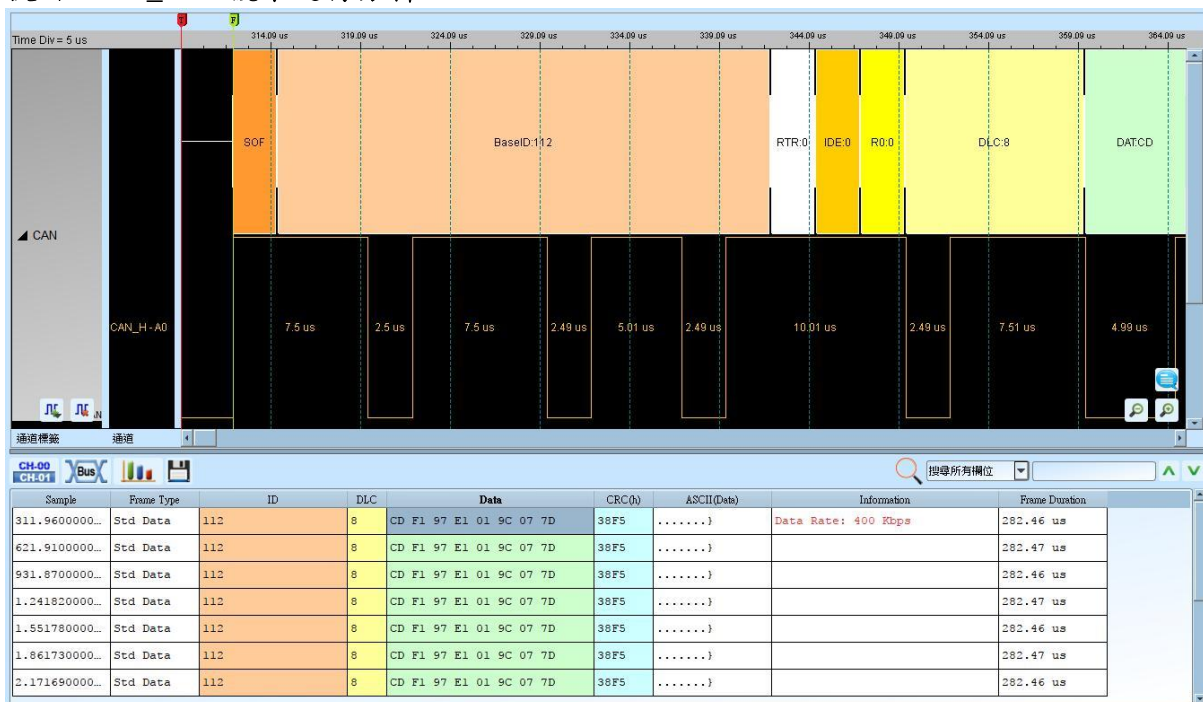 T F
Time Div = 5 us 314.09 us 319.09 us 324.09 us 329.09 us 334.09 us 339.09 us 344.09 us 349.09 us 354.09 us 359.09 us 364.09 us
SOF BaseID:112 RTR:0 IDE:0 R0:0 DLC:8 DAT:CD
CAN
CAN_H - A0 7.5 us 2.5 us 7.5 us 2.49 us 5.01 us 2.49 us 10.01 us 2.49 us 7.51 us 4.99 us
通道標籤 通道
CH-00
CH-01 Bus 搜尋所有欄位
Sample Frame Type ID DLC Data CRC(h) ASCII(Data) Information Frame Duration
311.9600000... Std Data 112 8 CD F1 97 E1 01 9C 07 7D 38F5 .......} Data Rate: 400 Kbps 282.46 us
621.9100000... Std Data 112 8 CD F1 97 E1 01 9C 07 7D 38F5 .......} 282.47 us
931.8700000... Std Data 112 8 CD F1 97 E1 01 9C 07 7D 38F5 .......} 282.46 us
1.241820000... Std Data 112 8 CD F1 97 E1 01 9C 07 7D 38F5 .......} 282.47 us
1.551780000... Std Data 112 8 CD F1 97 E1 01 9C 07 7D 38F5 .......} 282.46 us
1.861730000... Std Data 112 8 CD F1 97 E1 01 9C 07 7D 38F5 .......} 282.47 us
2.171690000... Std Data 112 8 CD F1 97 E1 01 9C 07 7D 38F5 .......} 282.46 us